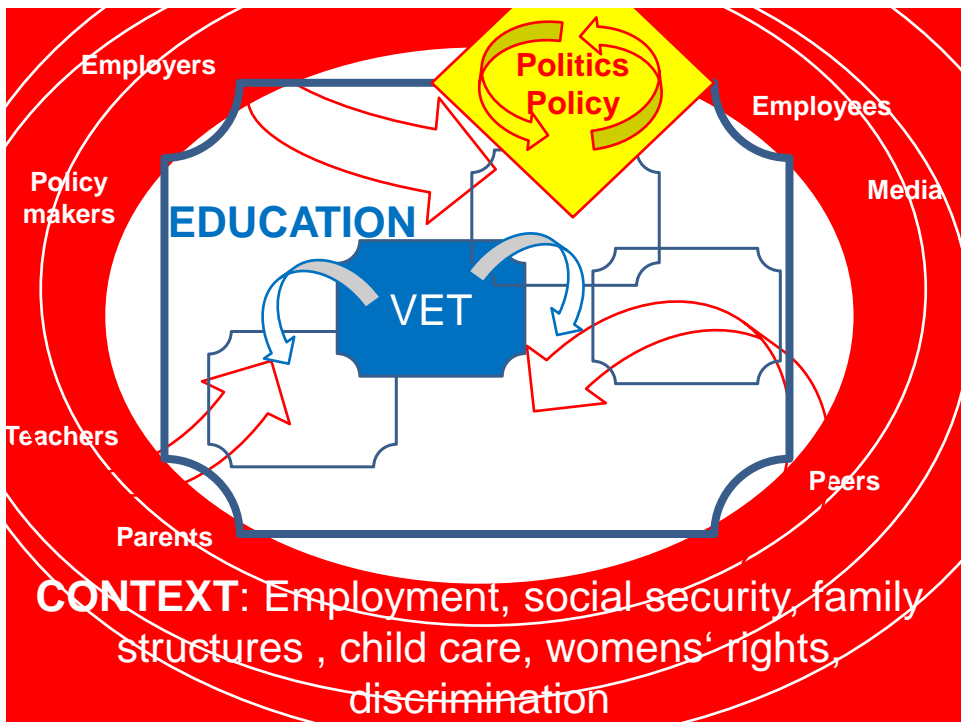 Employers
Politics
Policy
Employees
Policy
makers
Media
EDUCATION
VET
Teachers
Peers
Parents
CONTEXT: Employment, social security, family
structures , child care, womens‘ rights,
discrimination